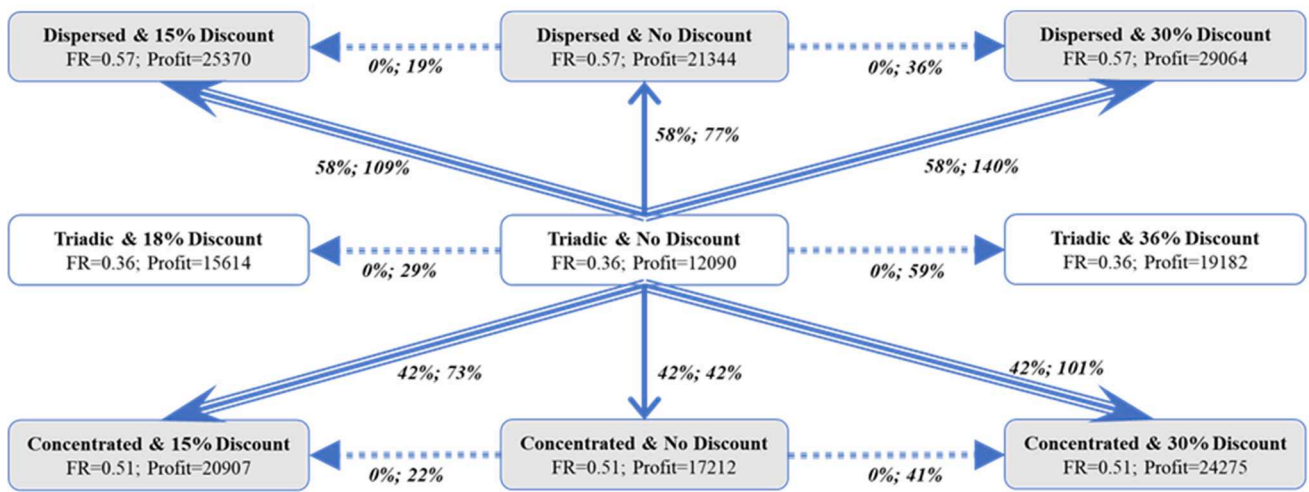 Dispersed & 15% Discount
FR=0.57; Profit=25370
0%; 19%
Dispersed & No Discount
FR=0.57; Profit=21344
0%; 36%
Dispersed & 30% Discount
FR=0.57; Profit=29064
58%; 109%
58%; 77%
58%; 140%
Triadic & 18% Discount
FR=0.36; Profit=15614
0%; 29%
Triadic & No Discount
FR=0.36; Profit=12090
0%; 59%
Triadic & 36% Discount
FR=0.36; Profit=19182
42%; 73%
42%; 42%
42%; 101%
Concentrated & 15% Discount
FR=0.51; Profit=20907
0%; 22%
Concentrated & No Discount
FR=0.51; Profit=17212
0%; 41%
Concentrated & 30% Discount
FR=0.51; Profit=24275